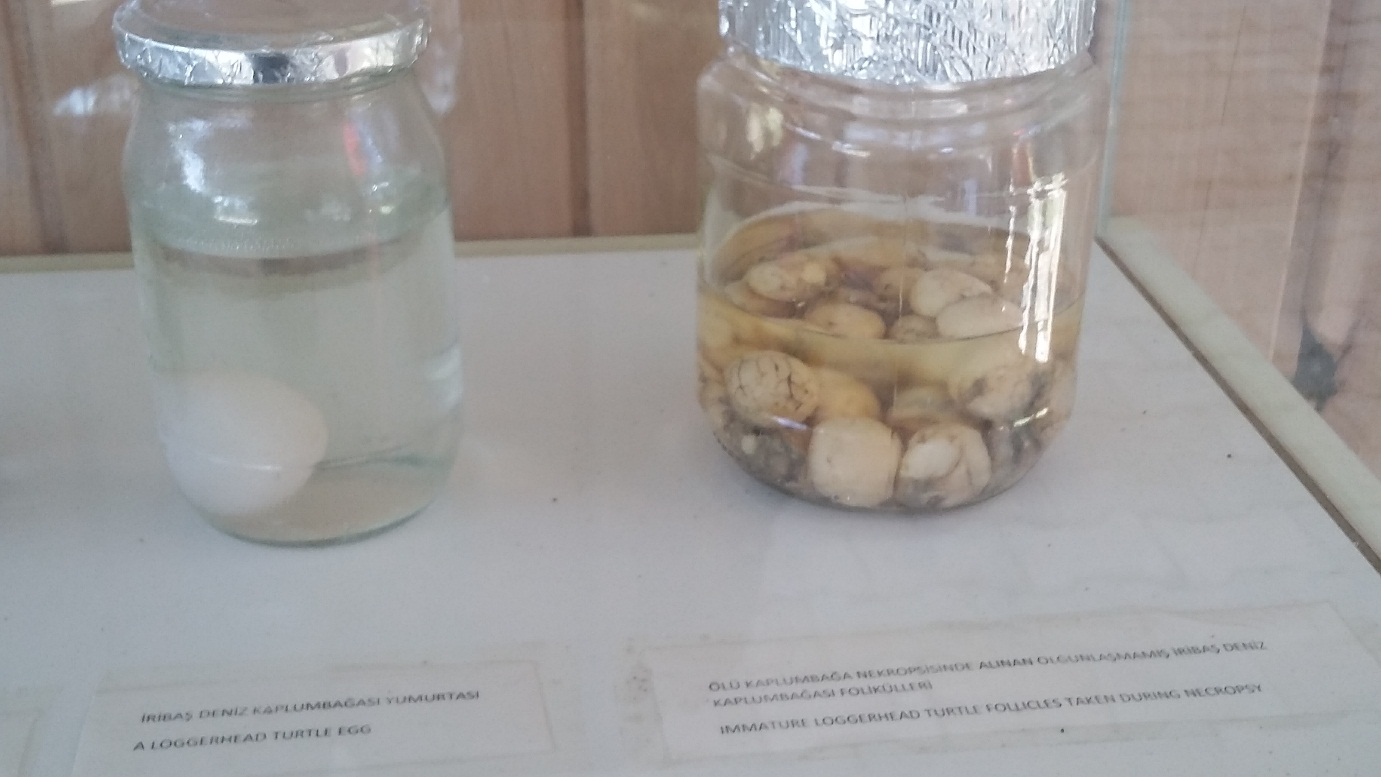 İRİBAŞ DENİZ KAPLUMBAĞASI YUMURTASI
A LOGGERHEAD TURTLE EGG
ÖLÜ KAPLUMBAĞA NEKROPSİSİNDE ALINAN OLGUNLAŞMAMIŞ İRİBAŞ DENİZ
KAPLUMBAĞASI FOLİKÜLLERİ
IMMATURE LOGGERHEAD TURTLE FOLLICLES TAKEN DURING NECROPSY